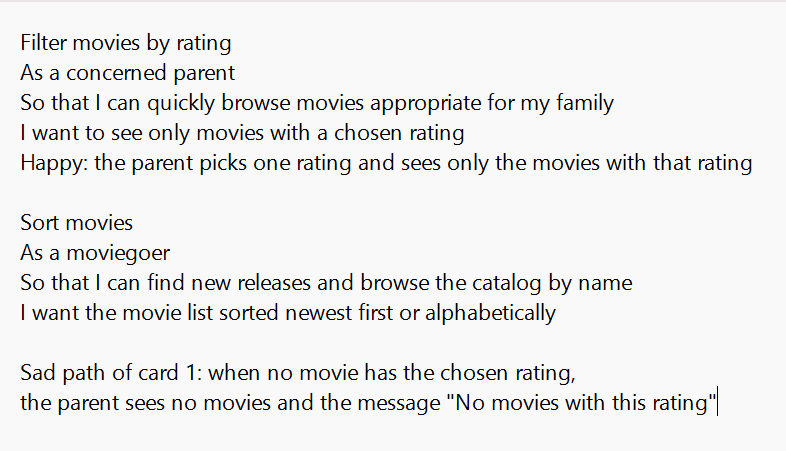 Filter movies by rating
As a concerned parent
So that I can quickly browse movies appropriate for my family
I want to see only movies with a chosen rating
Happy: the parent picks one rating and sees only the movies with that rating
Sort movies
As a moviegoer
So that I can find new releases and browse the catalog by name
I want the movie list sorted newest first or alphabetically
Sad path of card 1: when no movie has the chosen rating,
the parent sees no movies and the message "No movies with this rating"